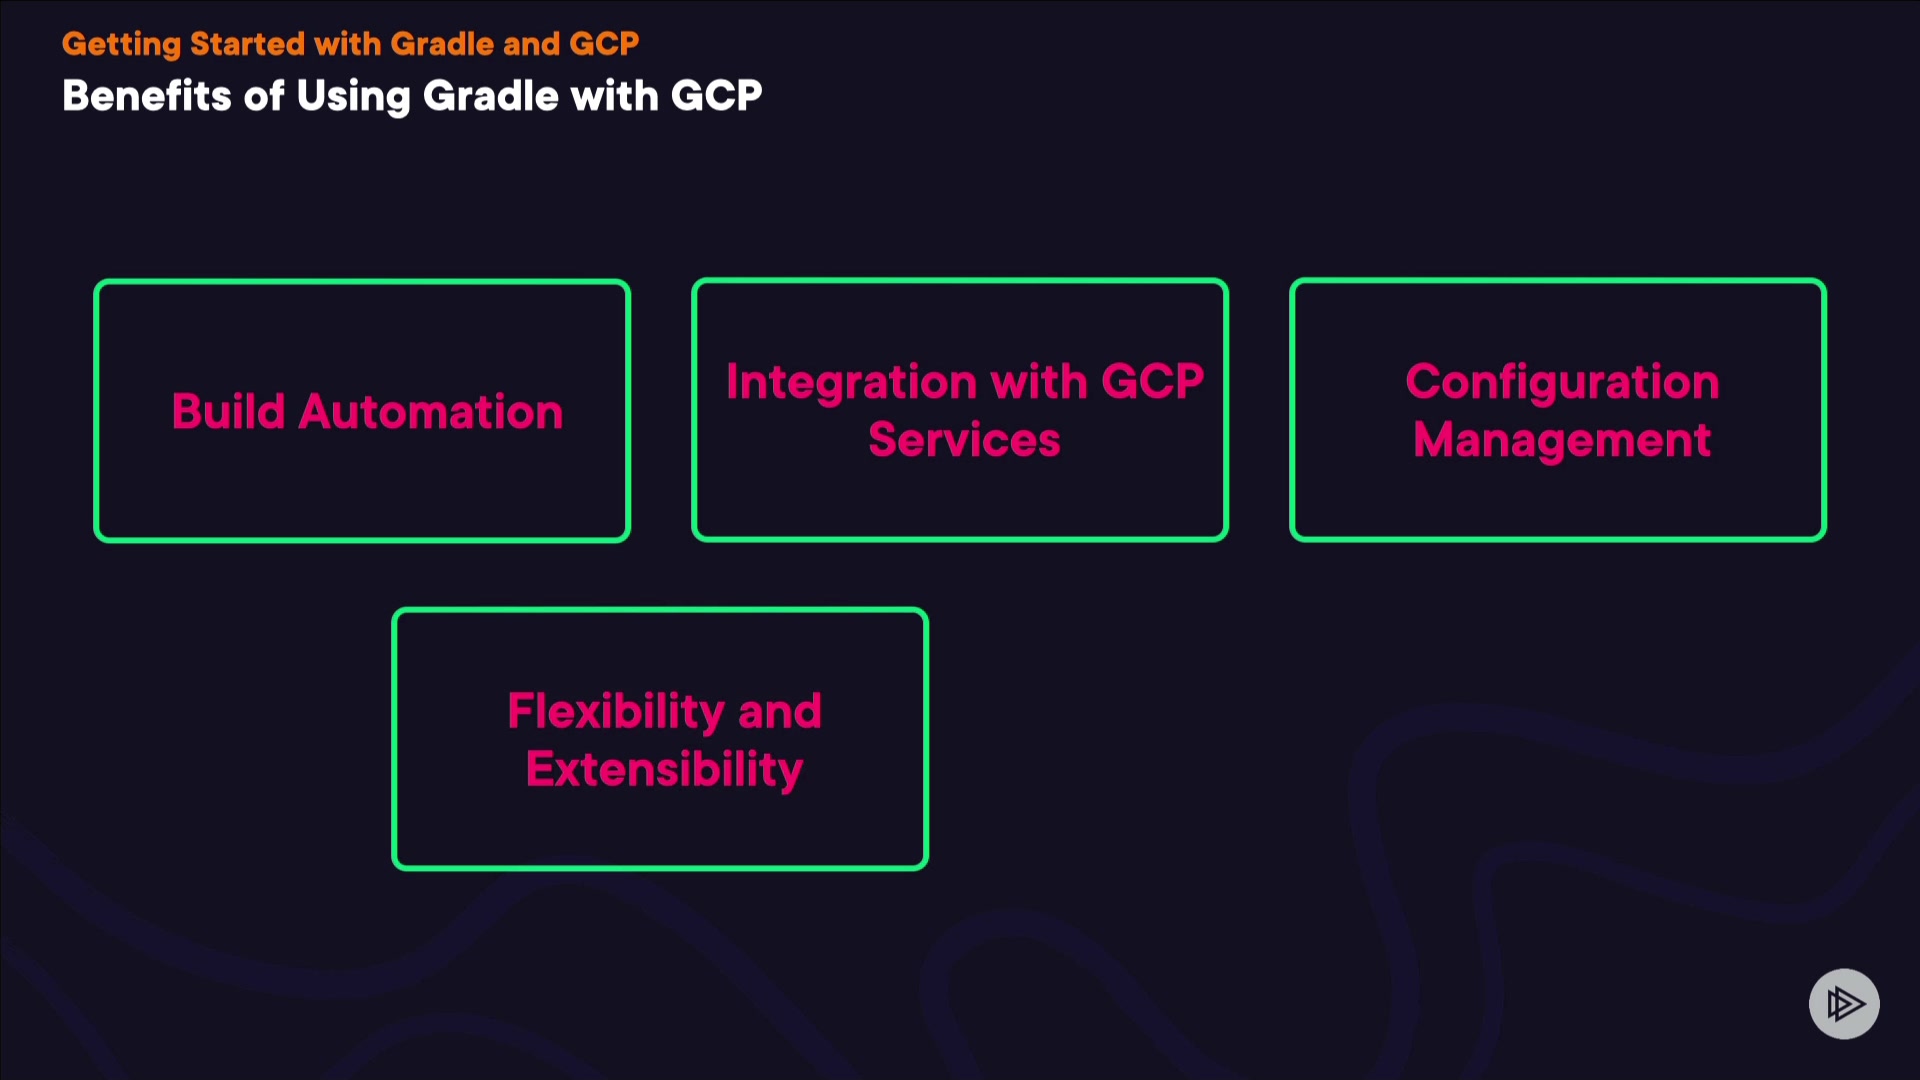 Getting Started with Gradle and GCP
Benefits of Using Gradle with GCP
Build Automation
Integration with GCP
Services
Configuration
Management
Flexibility and
Extensibility